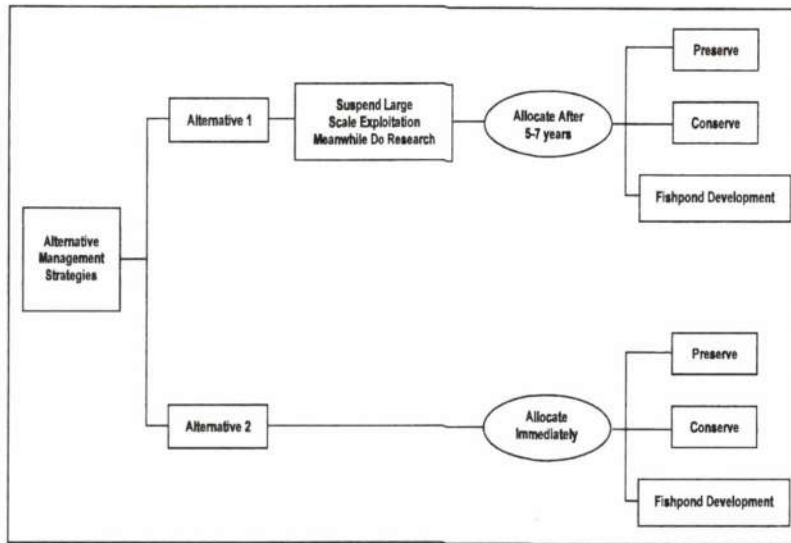 Preserve
Alternative 1
Suspend Large
Scale Exploitation
Meanwhile Do Research
Allocate After
5-7 years
Conserve
Fishpond Development
Alternative
Management
Strategies
Preserve
Alternative 2
Allocate
Immediately
Conserve
Fishpond Development